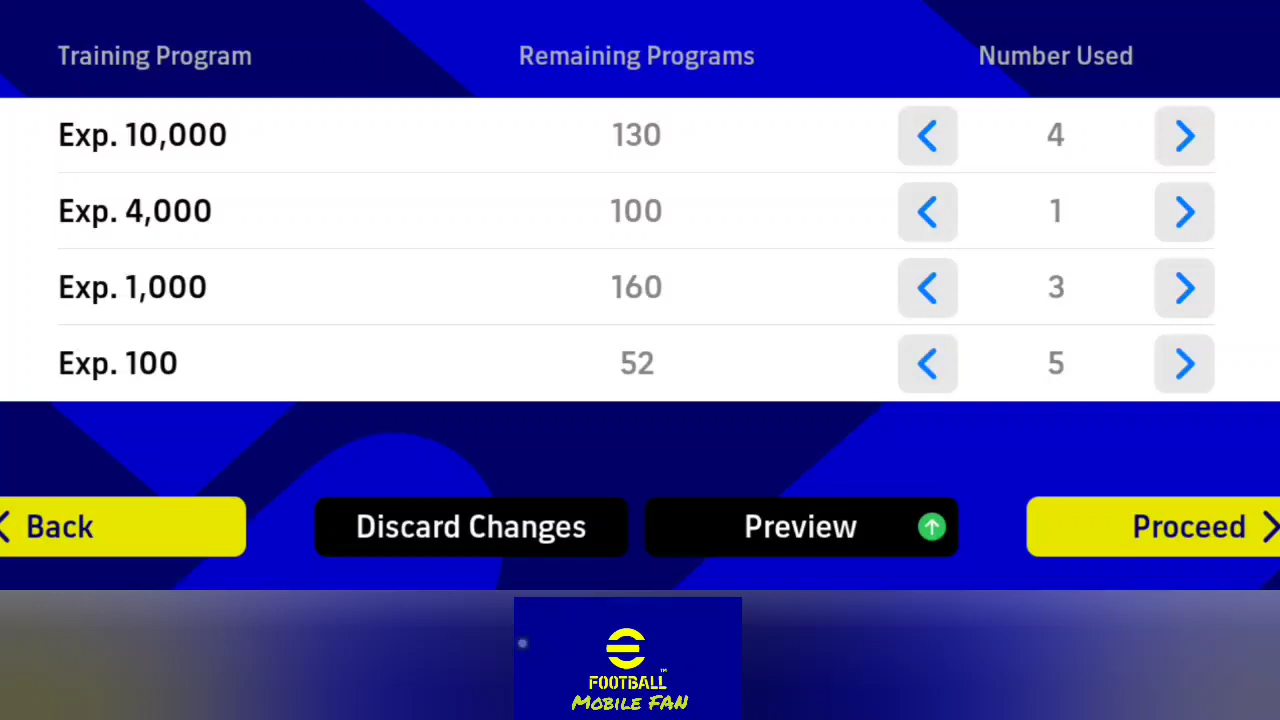 Training Program Remaining Programs Number Used
Exp. 10,000 130 4
Exp. 4,000 100 1
Exp. 1,000 160 3
Exp. 100 52 5
Back Discard Changes Preview Proceed
FOOTBALL™
MOBILE FAN